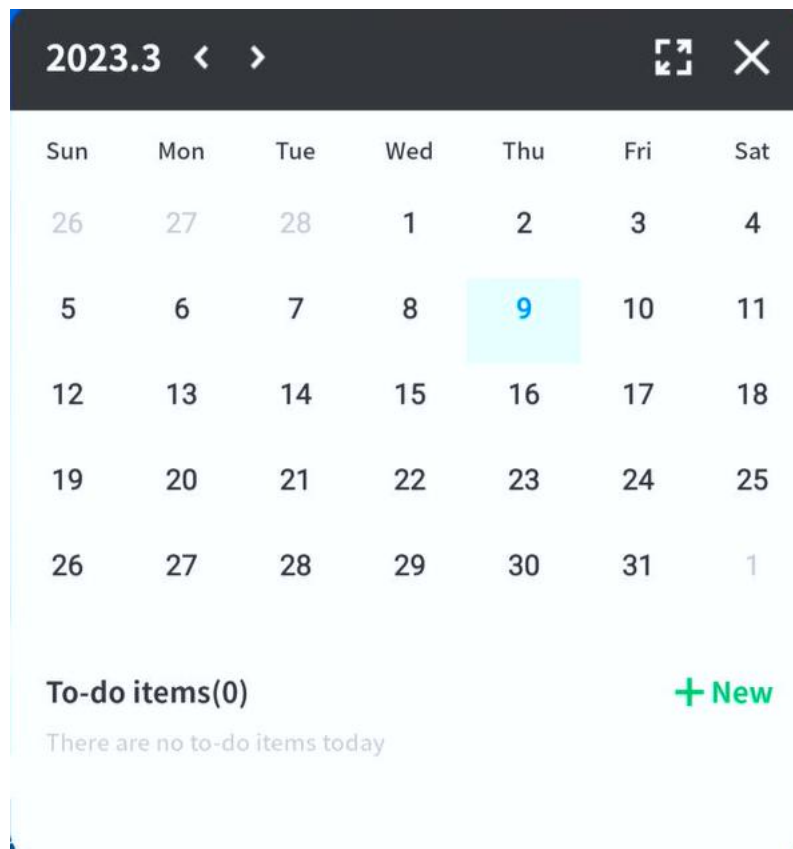 2023.3 < >
Sun Mon Tue Wed Thu Fri Sat
26 27 28 1 2 3 4
5 6 7 8 9 10 11
12 13 14 15 16 17 18
19 20 21 22 23 24 25
26 27 28 29 30 31 1
To-do items(0) + New
There are no to-do items today